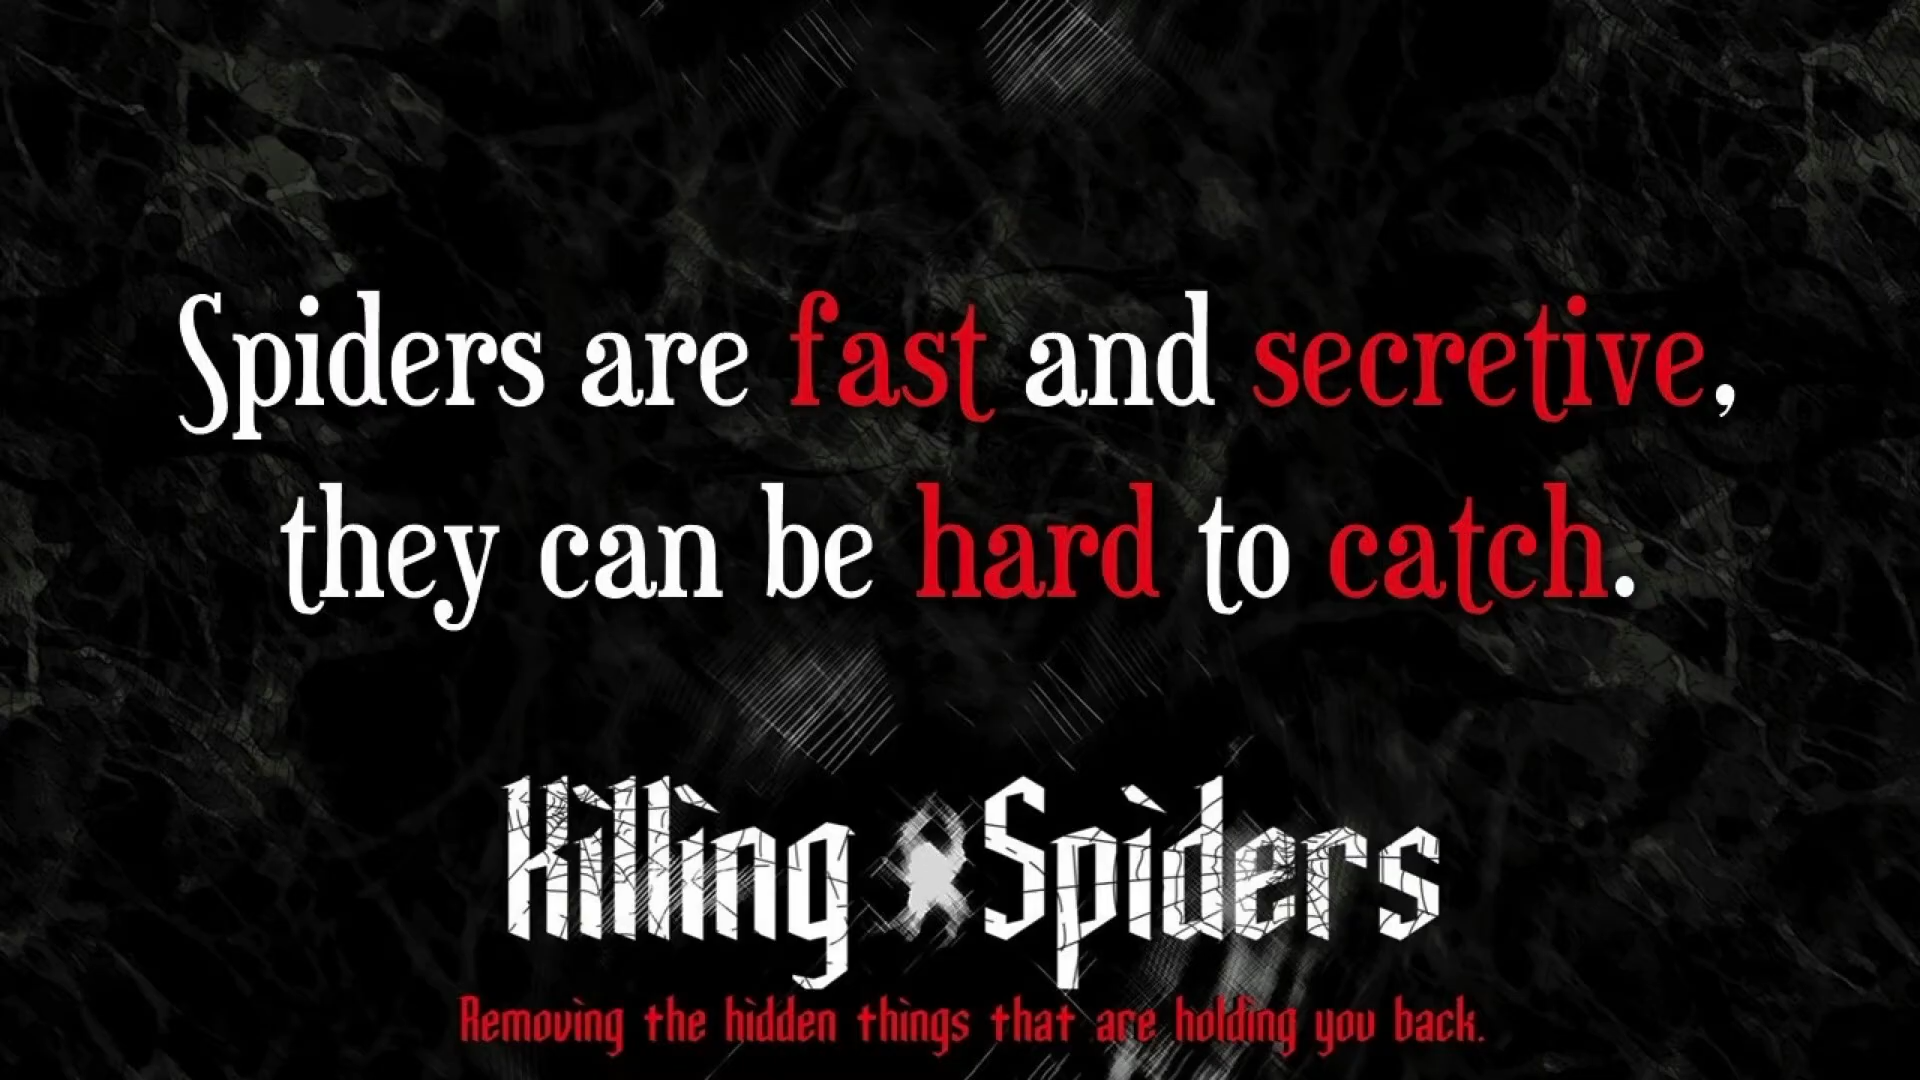 Spiders are fast and secretive,
they can be hard to catch.
Killing Spiders
Removing the hidden things that are holding you back.